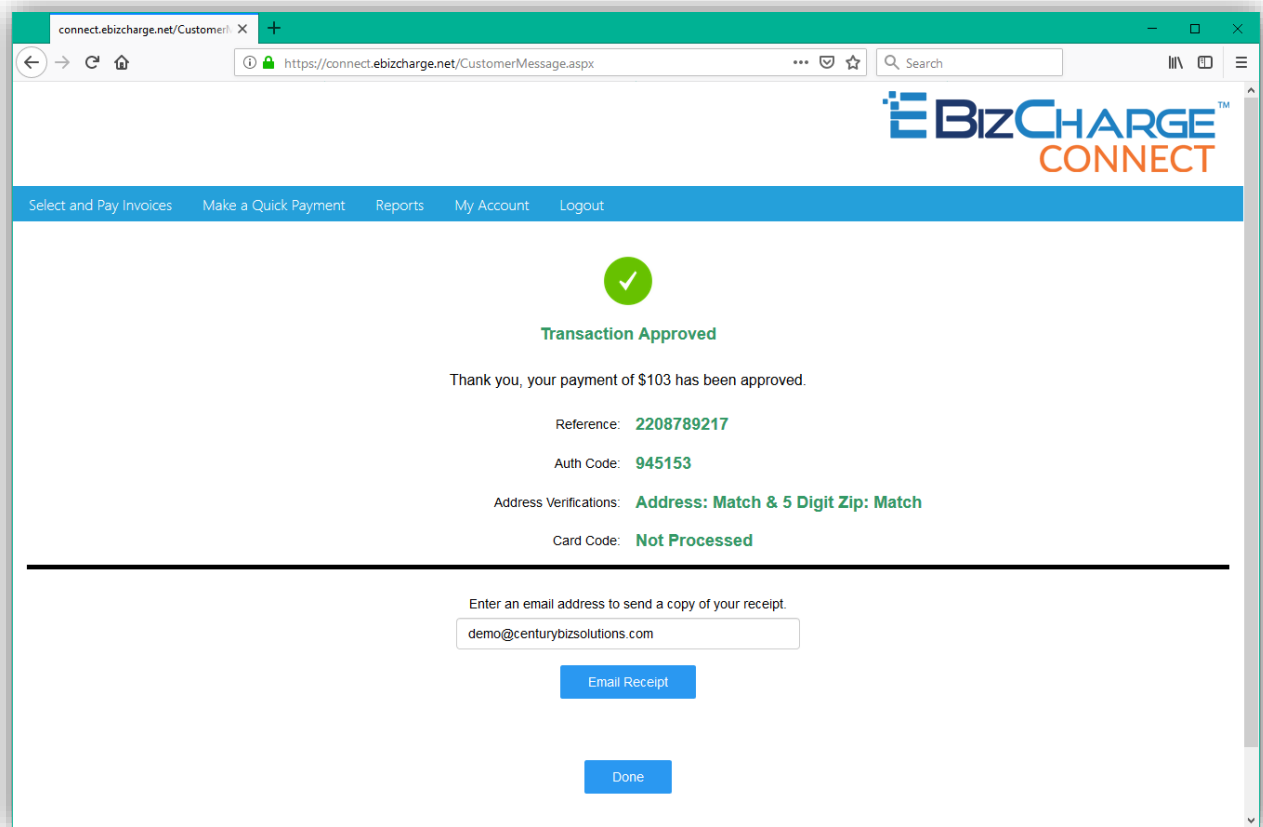 connect.ebizcharge.net/CustomerM
https://connect.ebizcharge.net/CustomerMessage.aspx
Search
EBIZCHARGE™
CONNECT
Select and Pay Invoices Make a Quick Payment Reports My Account Logout
Transaction Approved
Thank you, your payment of $103 has been approved.
Reference: 2208789217
Auth Code: 945153
Address Verifications: Address: Match & 5 Digit Zip: Match
Card Code: Not Processed
Enter an email address to send a copy of your receipt.
demo@centurybizsolutions.com
Email Receipt
Done